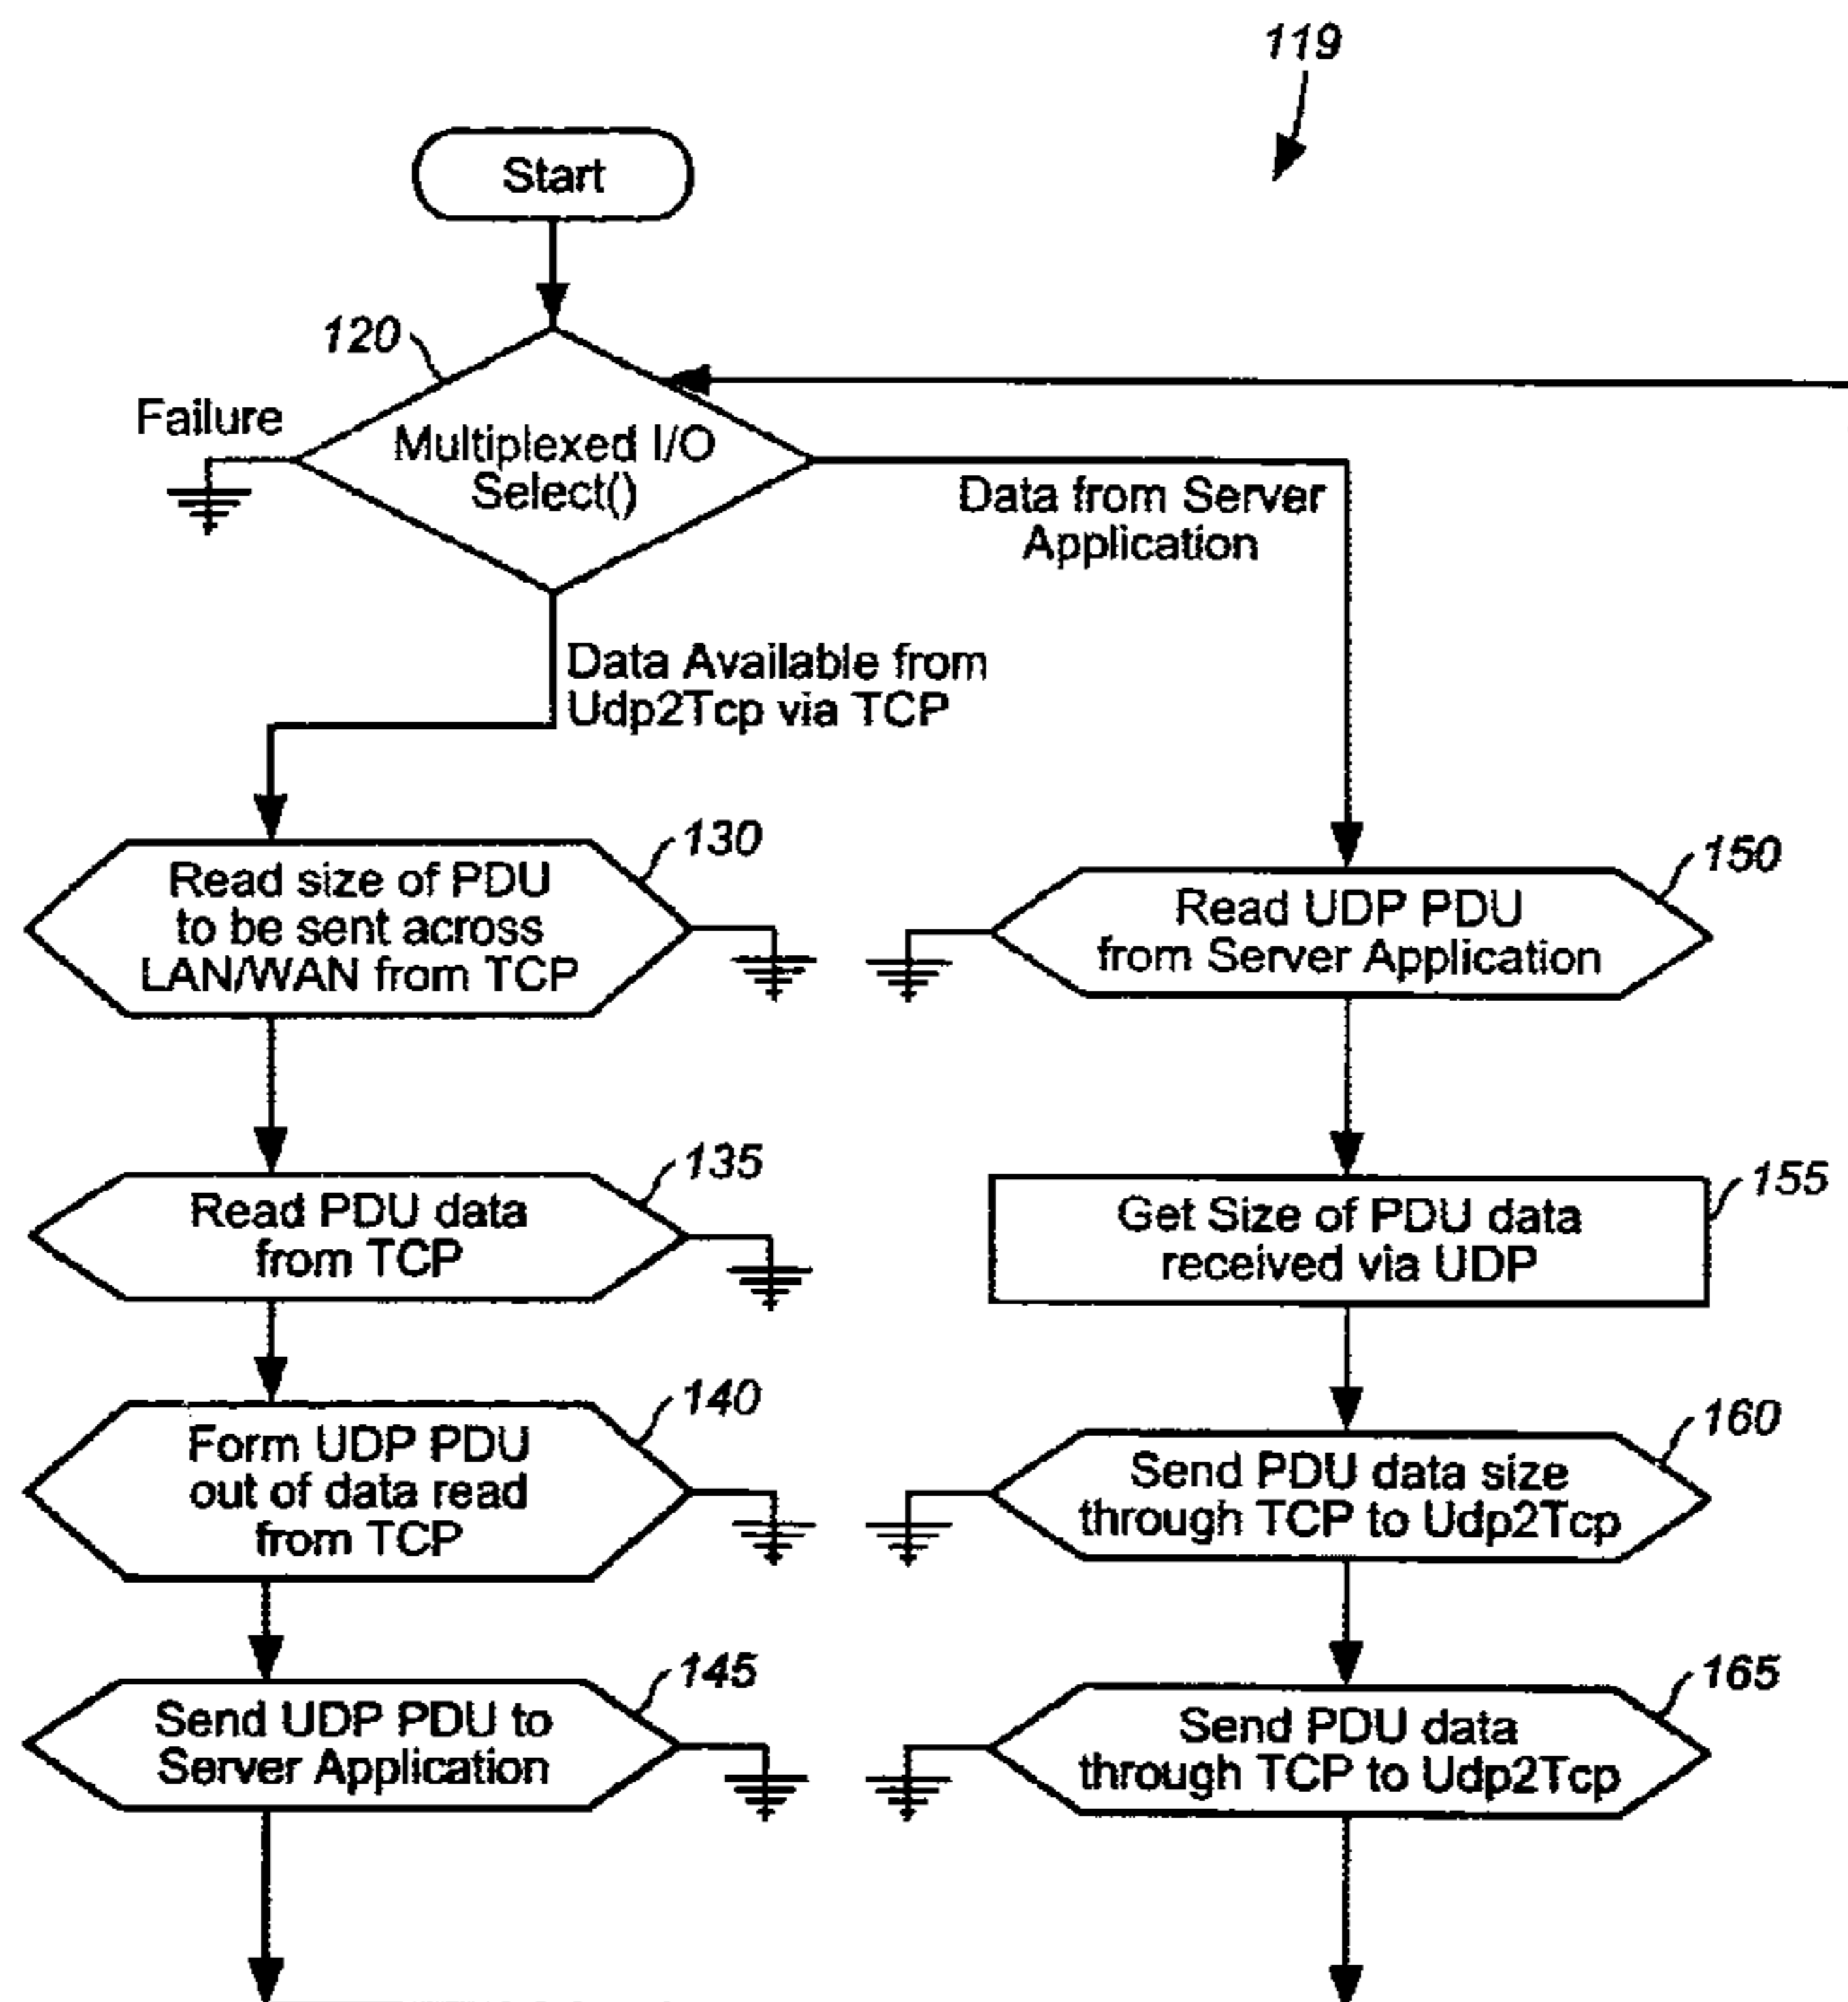 119
Start
120
Failure
Multiplexed I/O
Select()
Data from Server
Application
Data Available from
Udp2Tcp via TCP
130
Read size of PDU
to be sent across
LAN/WAN from TCP
150
Read UDP PDU
from Server Application
135
Read PDU data
from TCP
155
Get Size of PDU data
received via UDP
140
Form UDP PDU
out of data read
from TCP
160
Send PDU data size
through TCP to Udp2Tcp
145
Send UDP PDU to
Server Application
165
Send PDU data
through TCP to Udp2Tcp